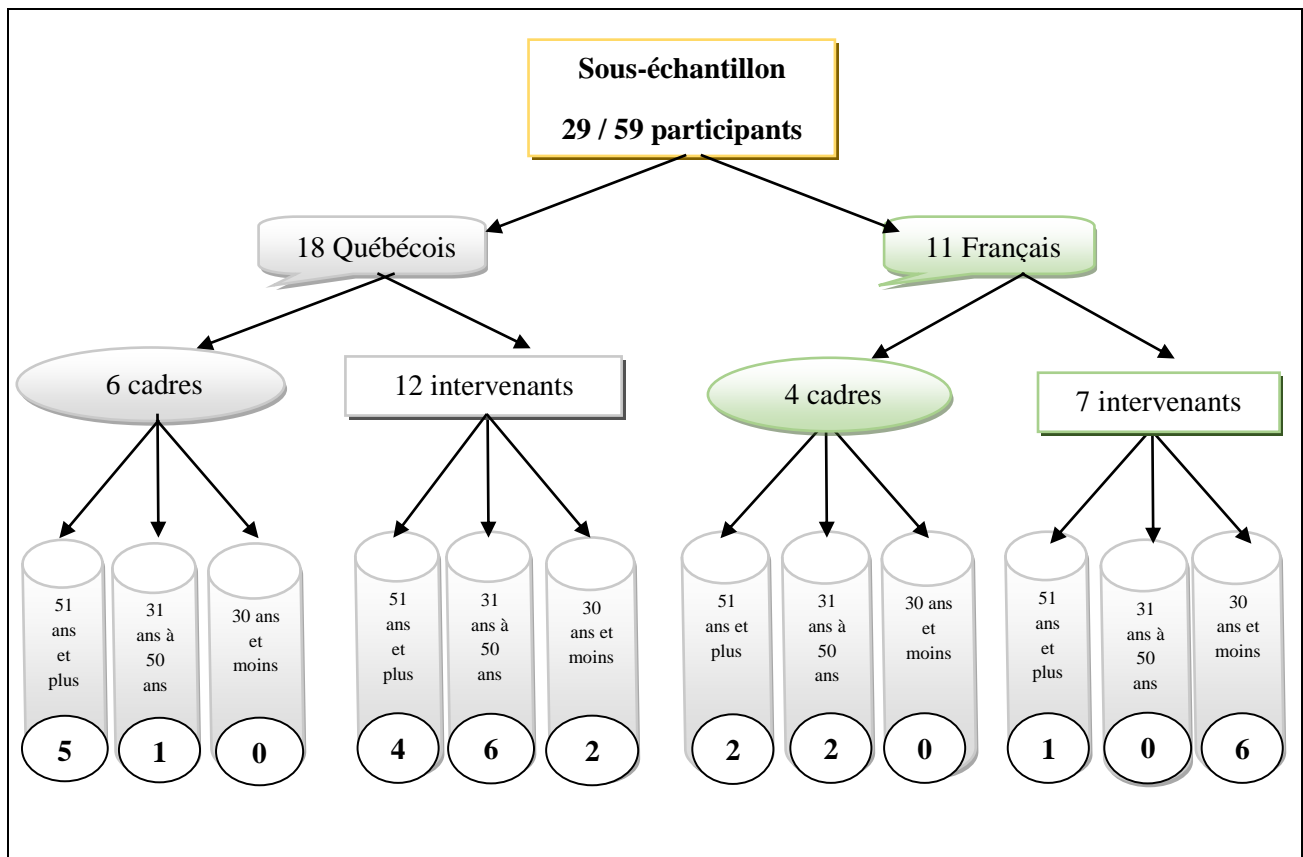 Sous-échantillon
29 / 59 participants
18 Québécois
11 Français
6 cadres
12 intervenants
4 cadres
7 intervenants
51
ans
et
plus
31
ans à
50
ans
30 ans
et
moins
51
ans
et
plus
31
ans à
50
ans
30
ans et
moins
51
ans et
plus
31
ans à
50
ans
30 ans
et
moins
51
ans
et
plus
31
ans à
50
ans
30
ans et
moins
5
1
0
4
6
2
2
2
0
1
0
6